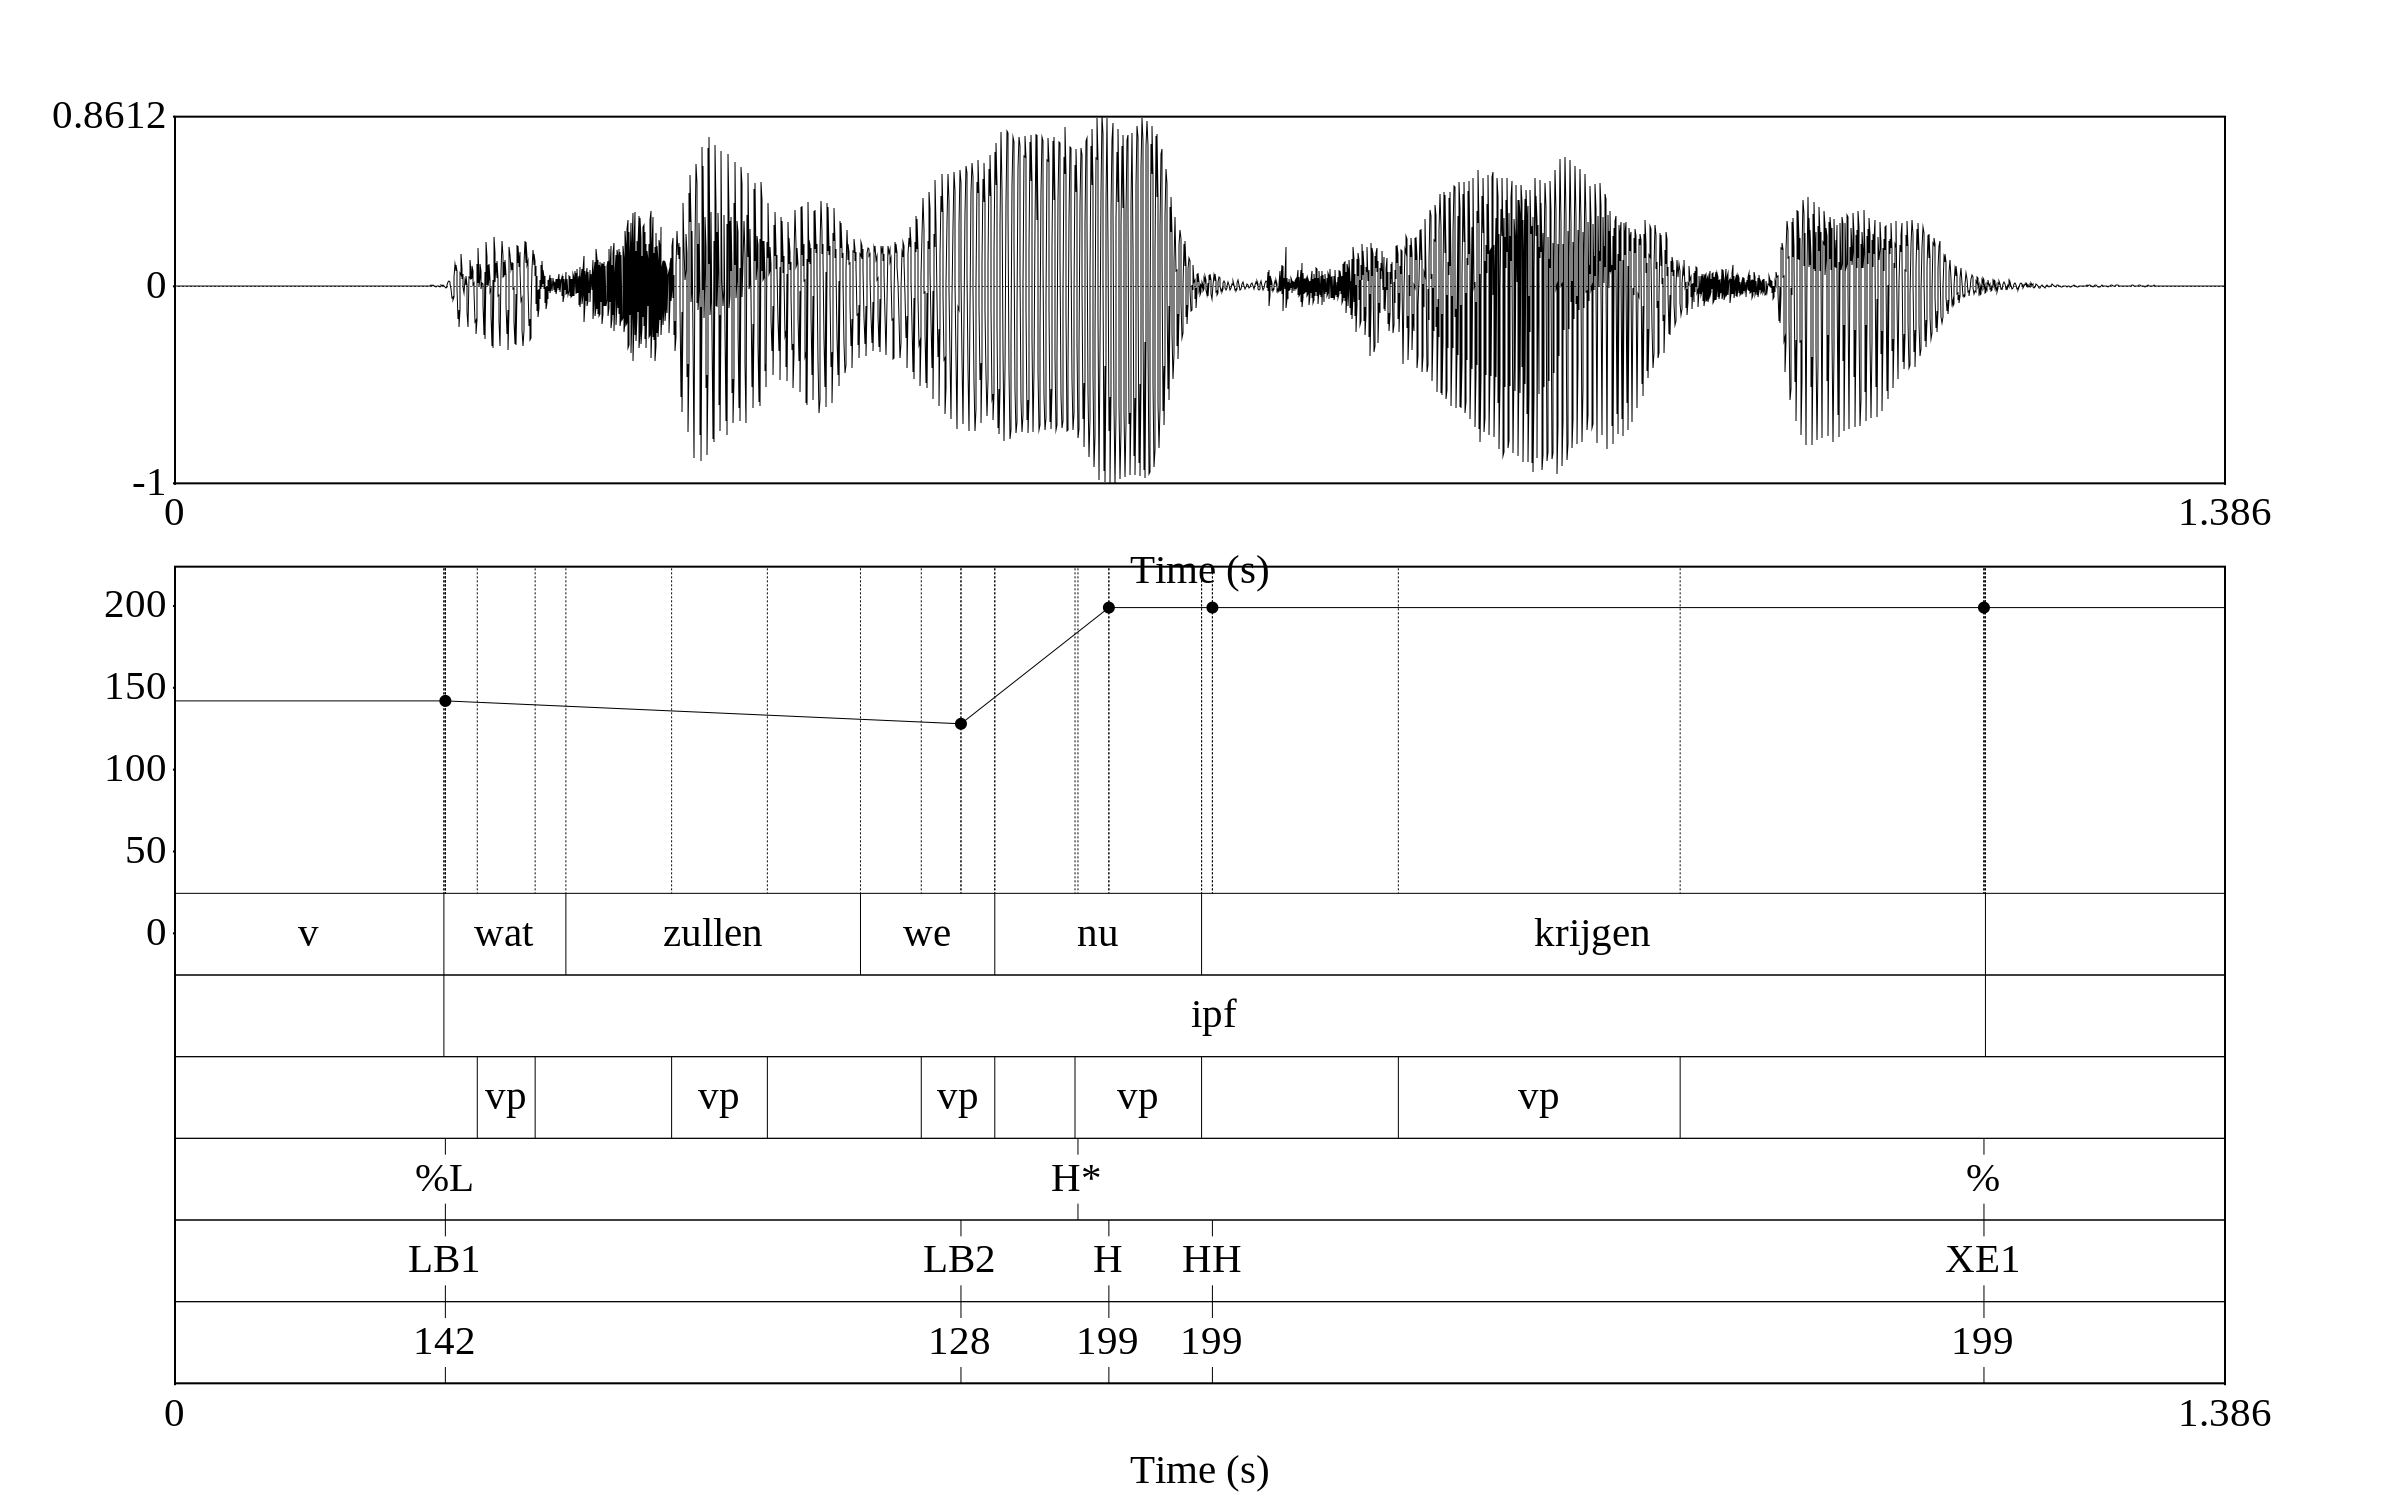 0.8612
0
-1
0 1.386
Time (s)
200
150
100
50
0
v wat zullen we nu krijgen
ipf
vp vp vp vp vp
%L H* %
LB1 LB2 H HH XE1
142 128 199 199 199
0 1.386
Time (s)